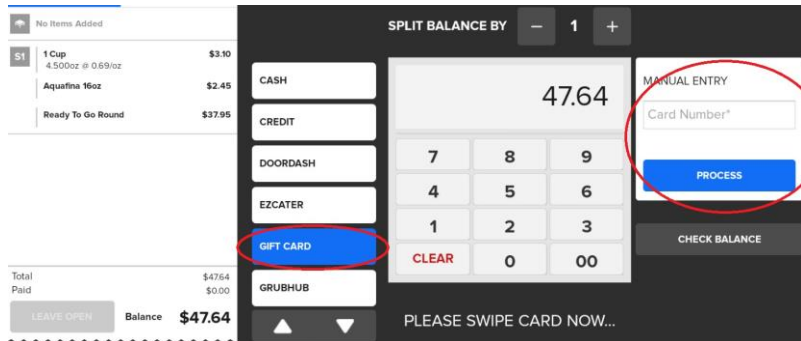 No Items Added
S1
1 Cup $3.10
4.500oz @ 0.69/oz
Aquafina 16oz $2.45
Ready To Go Round $37.95
Total $47.64
Paid $0.00
LEAVE OPEN Balance $47.64
CASH
CREDIT
DOORDASH
EZCATER
GIFT CARD
GRUBHUB
SPLIT BALANCE BY − 1 +
47.64
7 8 9
4 5 6
1 2 3
CLEAR 0 00
PLEASE SWIPE CARD NOW...
MANUAL ENTRY
Card Number*
PROCESS
CHECK BALANCE